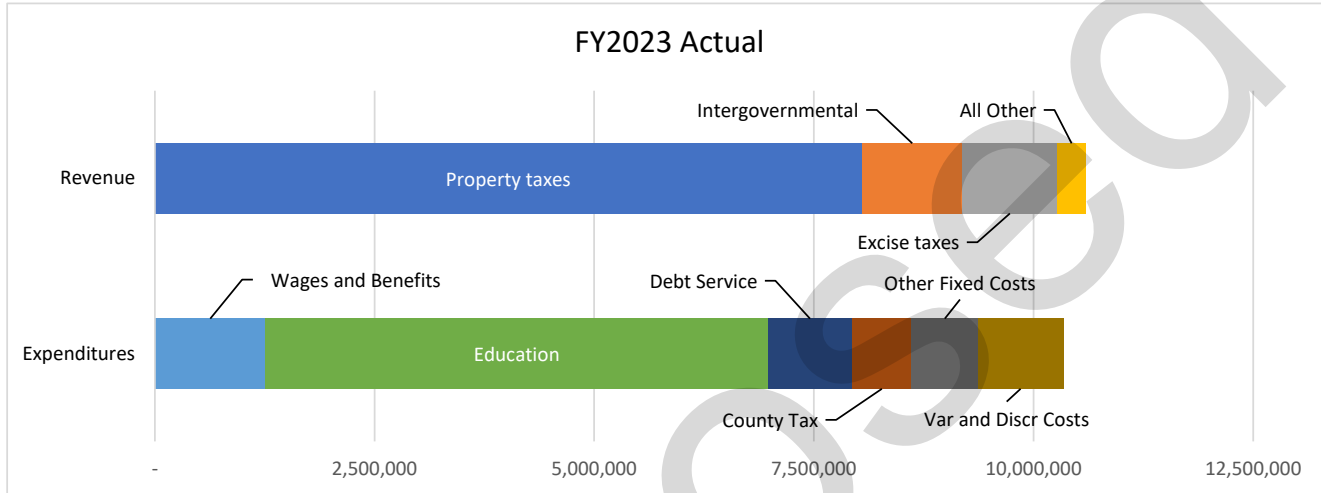 FY2023 Actual
Intergovernmental
All Other
Revenue
Property taxes
Excise taxes
Wages and Benefits
Debt Service
Other Fixed Costs
Expenditures
Education
County Tax
Var and Discr Costs
- 2,500,000 5,000,000 7,500,000 10,000,000 12,500,000
osed